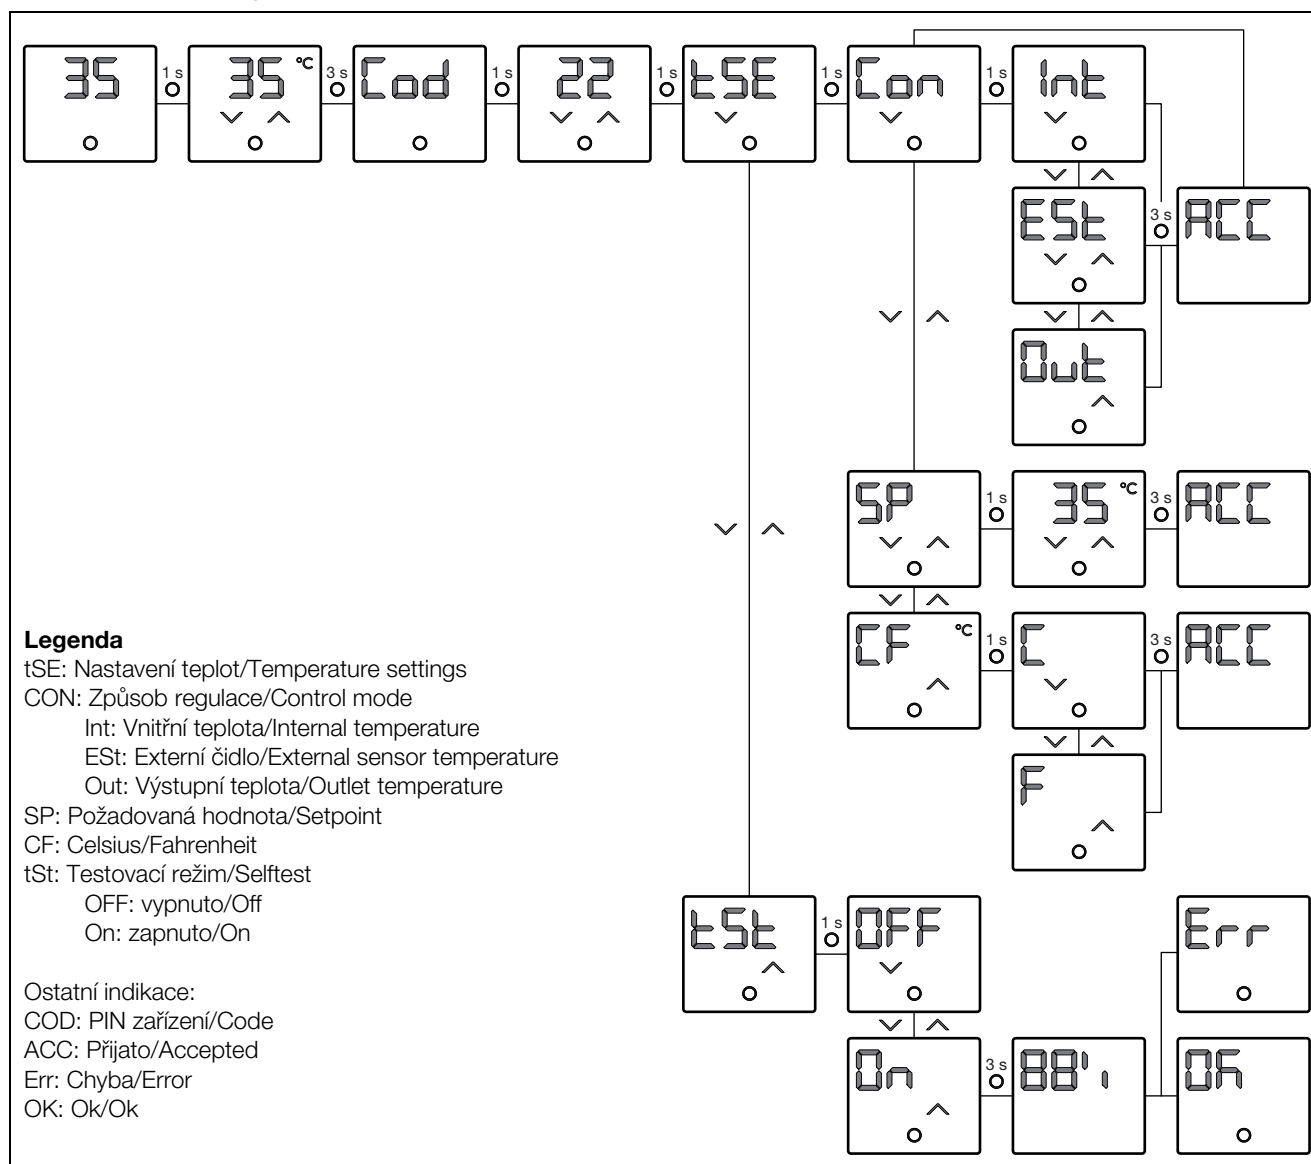 35 1 s 35 °C 3 s Cod 1 s 22 1 s tSE 1 s Con 1 s Int
ESt 3 s ACC
Out
SP 1 s 35 °C 3 s ACC
CF °C 1 s C 3 s ACC
F
Legenda
tSE: Nastavení teplot/Temperature settings
CON: Způsob regulace/Control mode
Int: Vnitřní teplota/Internal temperature
ESt: Externí čidlo/External sensor temperature
Out: Výstupní teplota/Outlet temperature
SP: Požadovaná hodnota/Setpoint
CF: Celsius/Fahrenheit
tSt: Testovací režim/Selftest
OFF: vypnuto/Off
On: zapnuto/On
Ostatní indikace:
COD: PIN zařízení/Code
ACC: Přijato/Accepted
Err: Chyba/Error
OK: Ok/Ok
tSt 1 s OFF Err
On 3 s 88 OK